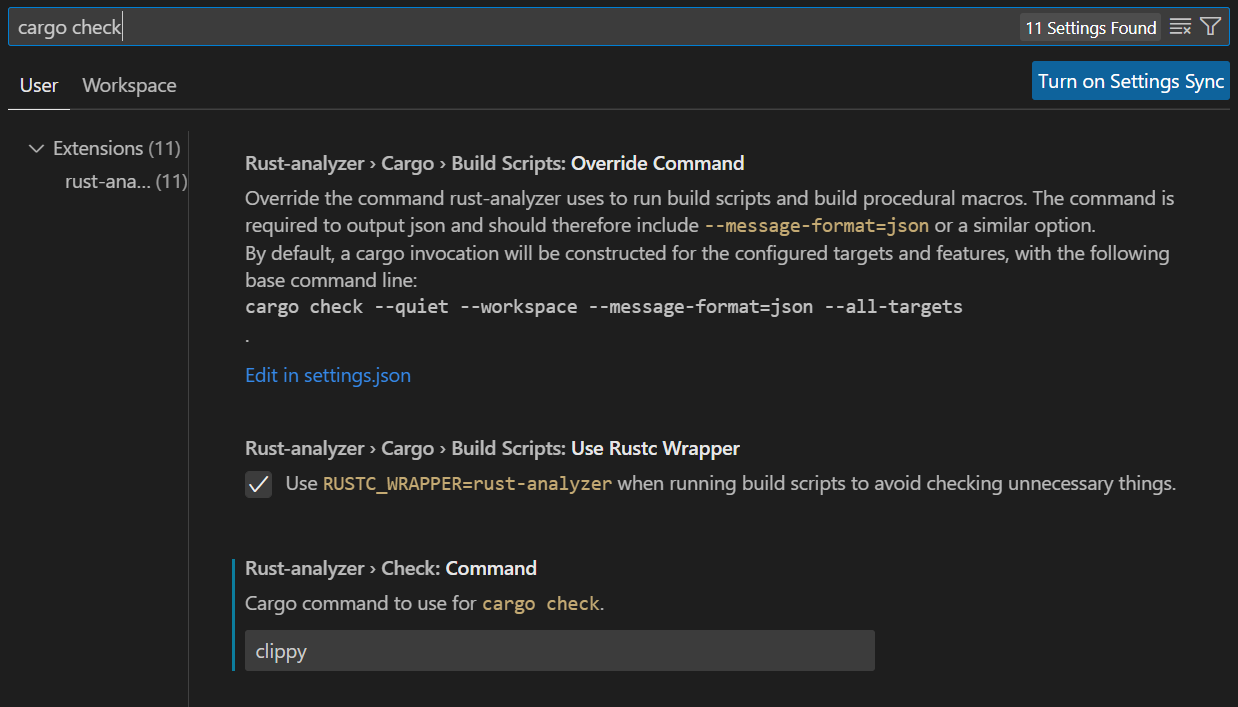 cargo check
11 Settings Found
User
Workspace
Turn on Settings Sync
Extensions (11)
rust-ana... (11)
Rust-analyzer › Cargo › Build Scripts: Override Command
Override the command rust-analyzer uses to run build scripts and build procedural macros. The command is
required to output json and should therefore include --message-format=json or a similar option.
By default, a cargo invocation will be constructed for the configured targets and features, with the following
base command line:
cargo check --quiet --workspace --message-format=json --all-targets
.
Edit in settings.json
Rust-analyzer › Cargo › Build Scripts: Use Rustc Wrapper
Use RUSTC_WRAPPER=rust-analyzer when running build scripts to avoid checking unnecessary things.
Rust-analyzer › Check: Command
Cargo command to use for cargo check.
clippy